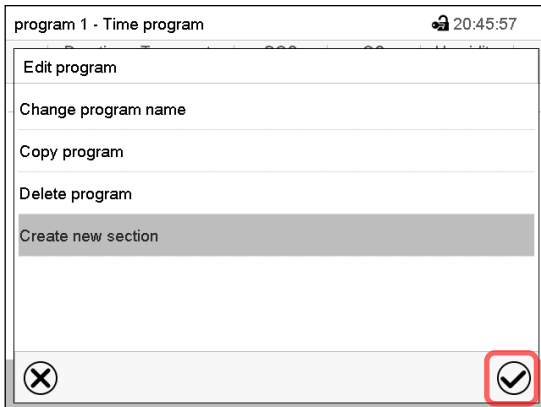 program 1 - Time program 20:45:57
Edit program
Change program name
Copy program
Delete program
Create new section